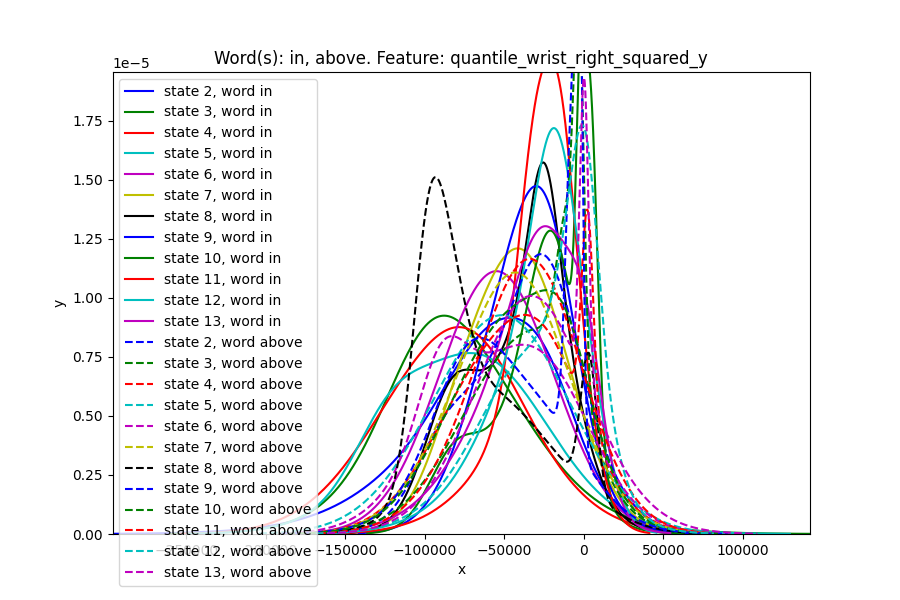 Word(s): in, above. Feature: quantile_wrist_right_squared_y
1e−5
1.75
1.50
1.25
1.00
0.75
0.50
0.25
0.00
y
state 2, word in
state 3, word in
state 4, word in
state 5, word in
state 6, word in
state 7, word in
state 8, word in
state 9, word in
state 10, word in
state 11, word in
state 12, word in
state 13, word in
state 2, word above
state 3, word above
state 4, word above
state 5, word above
state 6, word above
state 7, word above
state 8, word above
state 9, word above
state 10, word above
state 11, word above
state 12, word above
state 13, word above
−150000 −100000 −50000 0 50000 100000
x